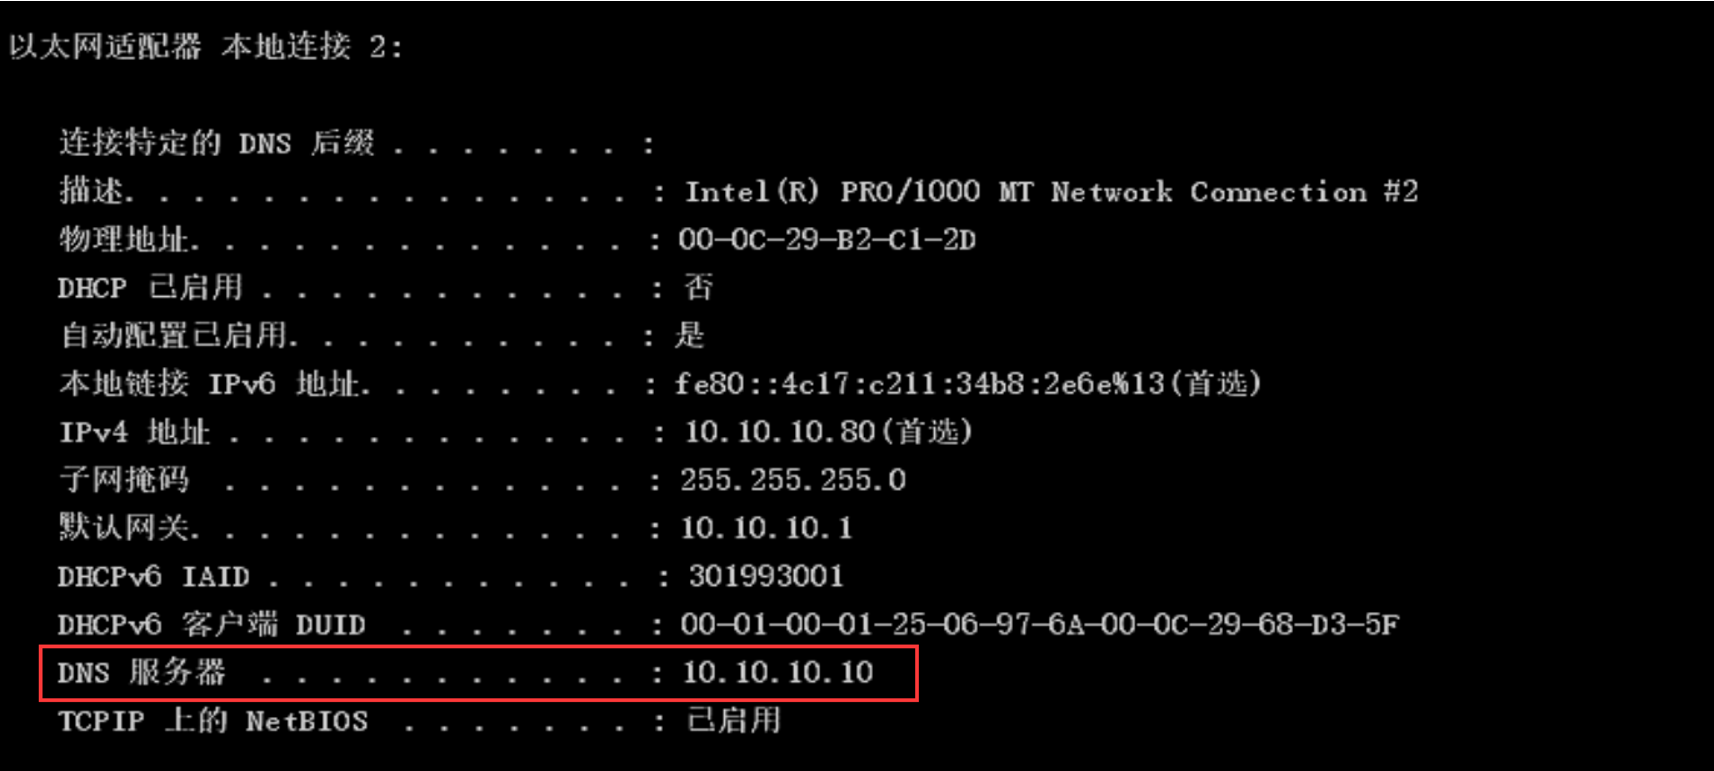 以太网适配器 本地连接 2:
连接特定的 DNS 后缀 . . . . . . . :
描述. . . . . . . . . . . . . . . : Intel(R) PRO/1000 MT Network Connection #2
物理地址. . . . . . . . . . . . . : 00-0C-29-B2-C1-2D
DHCP 已启用 . . . . . . . . . . . : 否
自动配置已启用. . . . . . . . . . : 是
本地链接 IPv6 地址. . . . . . . . : fe80::4c17:c211:34b8:2e6e%13(首选)
IPv4 地址 . . . . . . . . . . . . : 10.10.10.80(首选)
子网掩码  . . . . . . . . . . . . : 255.255.255.0
默认网关. . . . . . . . . . . . . : 10.10.10.1
DHCPv6 IAID . . . . . . . . . . . : 301993001
DHCPv6 客户端 DUID  . . . . . . . : 00-01-00-01-25-06-97-6A-00-0C-29-68-D3-5F
DNS 服务器  . . . . . . . . . . . : 10.10.10.10
TCPIP 上的 NetBIOS  . . . . . . . : 已启用